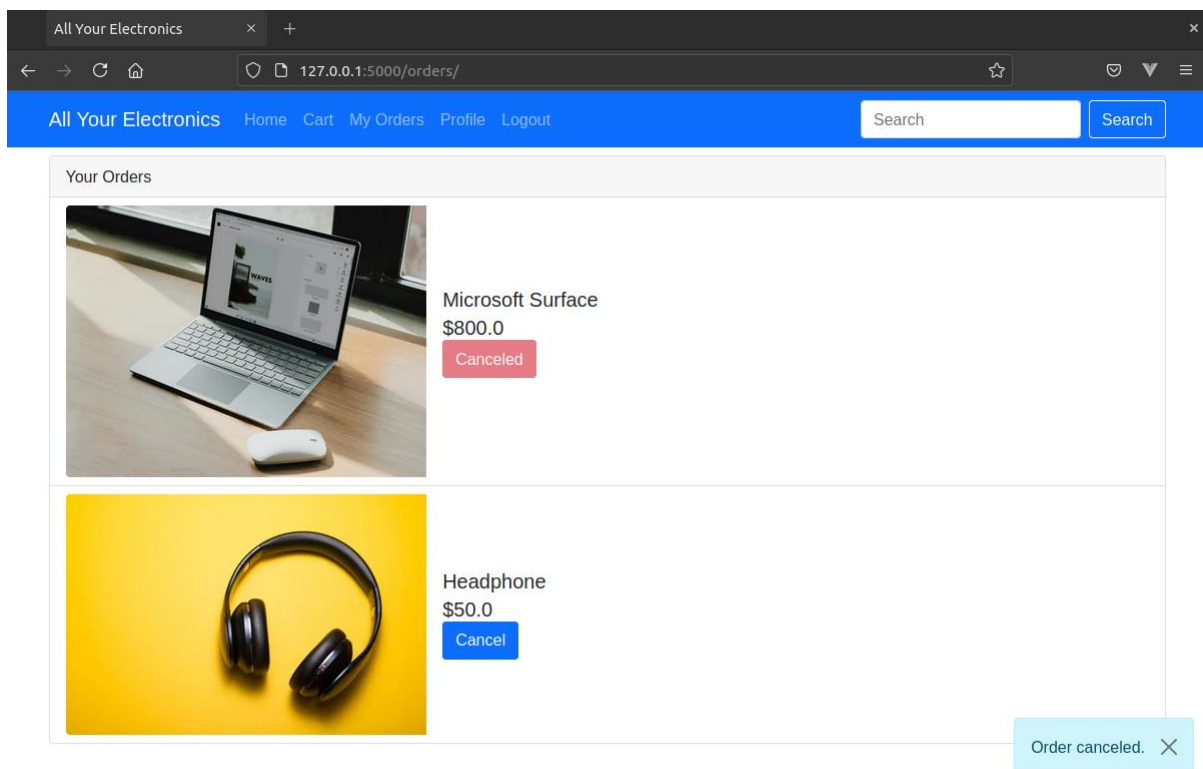 All Your Electronics
127.0.0.1:5000/orders/
All Your Electronics Home Cart My Orders Profile Logout Search Search
Your Orders
WAVES
Microsoft Surface
$800.0
Canceled
Headphone
$50.0
Cancel
Order canceled.